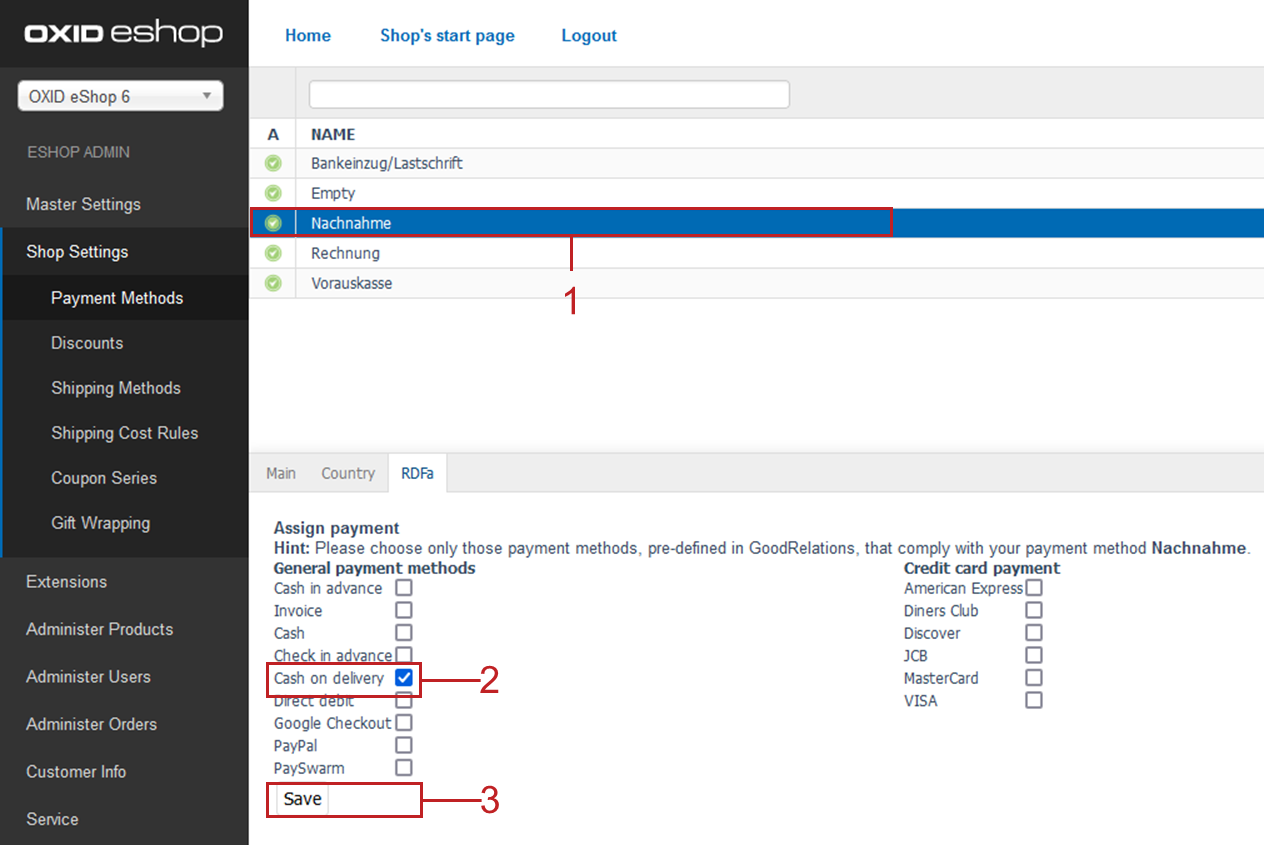 OXID eshop
Home Shop's start page Logout
OXID eShop 6
ESHOP ADMIN
Master Settings
Shop Settings
Payment Methods
Discounts
Shipping Methods
Shipping Cost Rules
Coupon Series
Gift Wrapping
Extensions
Administer Products
Administer Users
Administer Orders
Customer Info
Service
A NAME
Bankeinzug/Lastschrift
Empty
Nachnahme
Rechnung
Vorauskasse
1
Main Country RDFa
Assign payment
Hint: Please choose only those payment methods, pre-defined in GoodRelations, that comply with your payment method Nachnahme.
General payment methods
Cash in advance
Invoice
Cash
Check in advance
Cash on delivery
2
Direct debit
Google Checkout
PayPal
PaySwarm
Save
3
Credit card payment
American Express
Diners Club
Discover
JCB
MasterCard
VISA